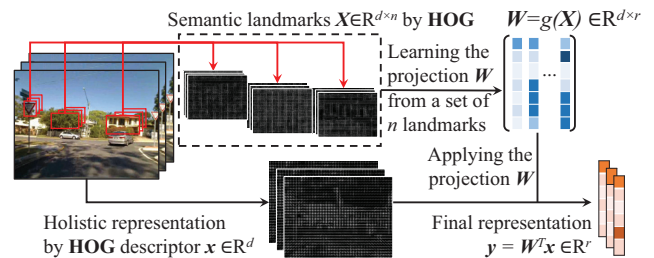 Semantic landmarks X∈R^{d×n} by HOG
W=g(X) ∈R^{d×r}
Learning the
projection W
from a set of
n landmarks
...
Applying the
projection W
Holistic representation
by HOG descriptor x ∈R^d
Final representation
y = W^T x ∈R^r